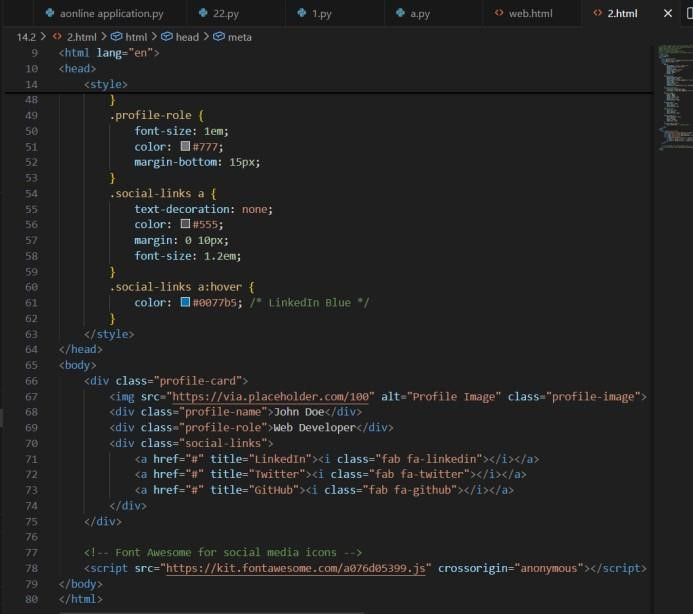 aonline application.py 22.py 1.py a.py web.html 2.html
14.2 > 2.html > html > head > meta
9 <html lang="en">
10 <head>
14 <style>
48 }
49 .profile-role {
50 font-size: 1em;
51 color: #777;
52 margin-bottom: 15px;
53 }
54 .social-links a {
55 text-decoration: none;
56 color: #555;
57 margin: 0 10px;
58 font-size: 1.2em;
59 }
60 .social-links a:hover {
61 color: #0077b5; /* LinkedIn Blue */
62 }
63 </style>
64 </head>
65 <body>
66 <div class="profile-card">
67 <img src="https://via.placeholder.com/100" alt="Profile Image" class="profile-image">
68 <div class="profile-name">John Doe</div>
69 <div class="profile-role">Web Developer</div>
70 <div class="social-links">
71 <a href="#" title="LinkedIn"><i class="fab fa-linkedin"></i></a>
72 <a href="#" title="Twitter"><i class="fab fa-twitter"></i></a>
73 <a href="#" title="GitHub"><i class="fab fa-github"></i></a>
74 </div>
75 </div>
76
77 <!-- Font Awesome for social media icons -->
78 <script src="https://kit.fontawesome.com/a076d05399.js" crossorigin="anonymous"></script>
79 </body>
80 </html>